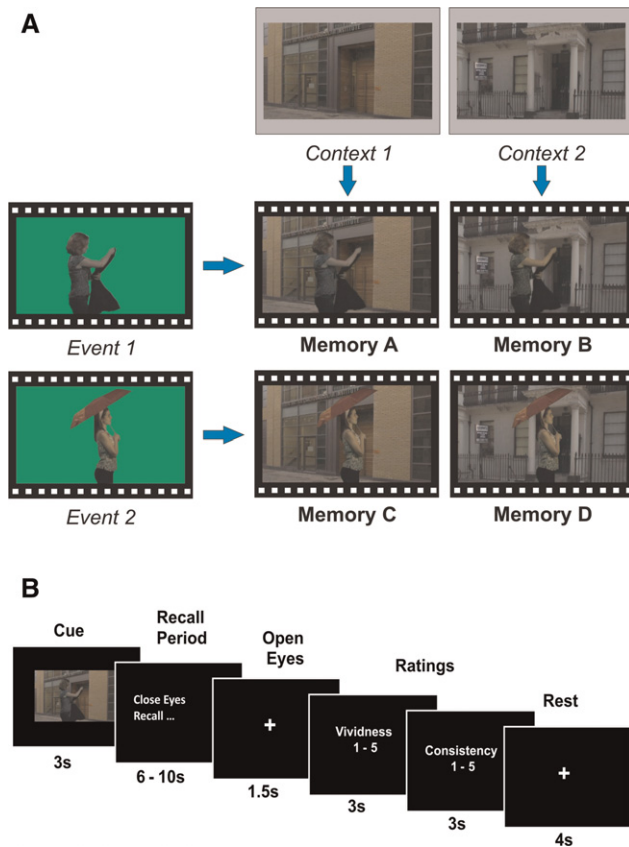 A
Context 1
Context 2
Event 1
Memory A
Memory B
Event 2
Memory C
Memory D
B
Cue
Recall
Period
Open
Eyes
Ratings
Rest
Close Eyes
Recall ...
+
Vividness
1 - 5
Consistency
1 - 5
+
3s
6 - 10s
1.5s
3s
3s
4s